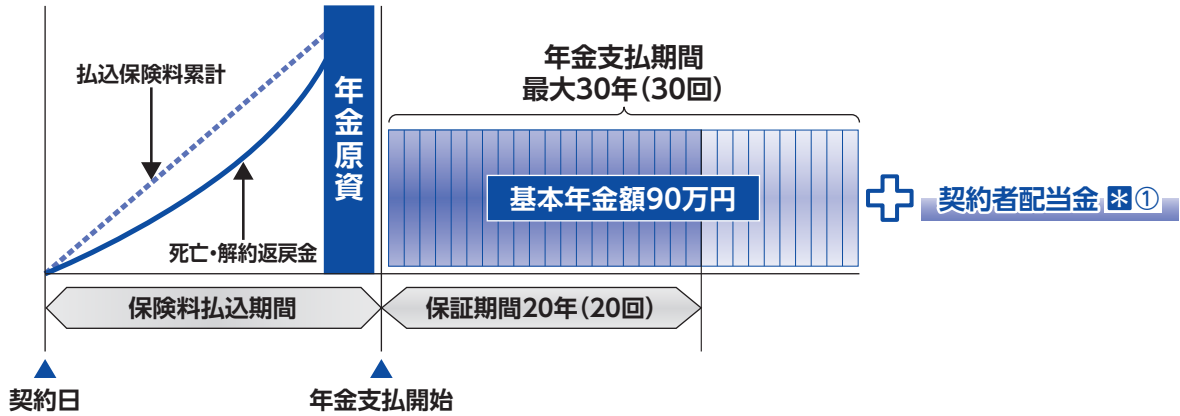 払込保険料累計
死亡・解約返戻金
年金原資
年金支払期間
最大30年(30回)
基本年金額90万円
契約者配当金 *①
保険料払込期間
保証期間20年(20回)
契約日
年金支払開始